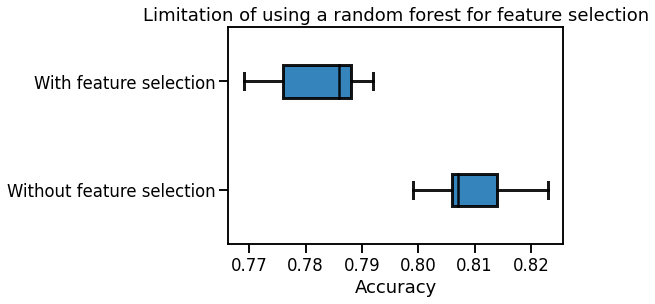 Limitation of using a random forest for feature selection
With feature selection
Without feature selection
0.77 0.78 0.79 0.80 0.81 0.82
Accuracy